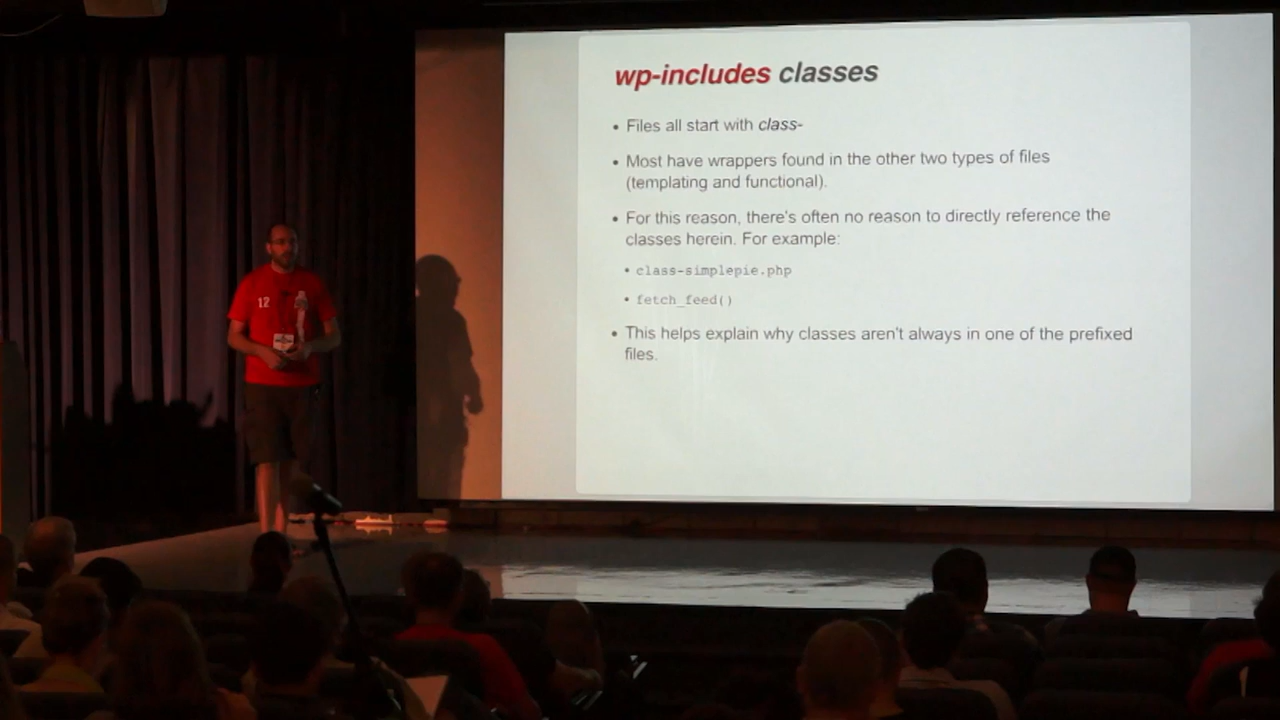 wp-includes classes
• Files all start with class-
• Most have wrappers found in the other two types of files
(templating and functional).
• For this reason, there's often no reason to directly reference the
classes herein. For example:
• class-simplepie.php
• fetch_feed()
• This helps explain why classes aren't always in one of the prefixed
files.
12